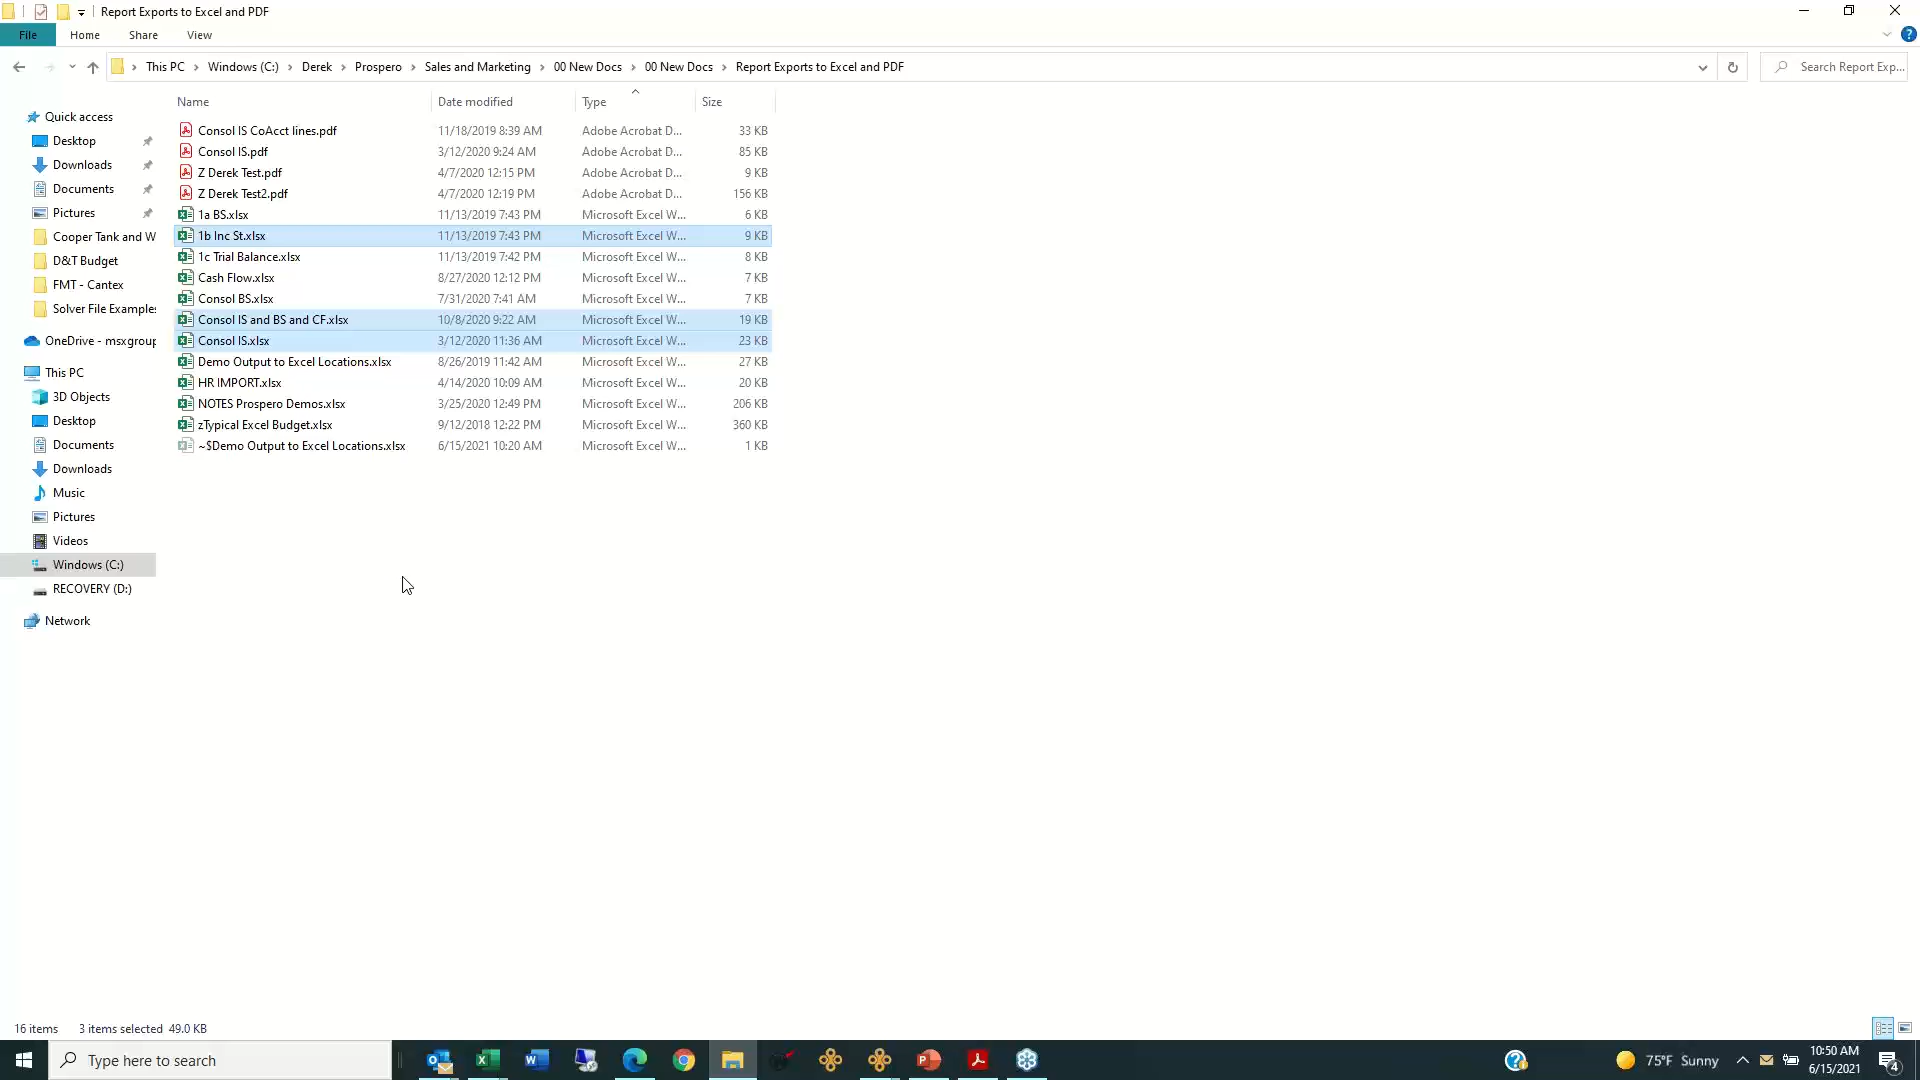 Report Exports to Excel and PDF
File Home Share View
This PC Windows (C:) Derek Prospero Sales and Marketing 00 New Docs 00 New Docs Report Exports to Excel and PDF
Search Report Exp...
Name Date modified Type Size
Quick access
Desktop
Downloads
Documents
Pictures
Cooper Tank and W
D&T Budget
FMT - Cantex
Solver File Examples
OneDrive - msxgroup
This PC
3D Objects
Desktop
Documents
Downloads
Music
Pictures
Videos
Windows (C:)
RECOVERY (D:)
Network
Consol IS CoAcct lines.pdf 11/18/2019 8:39 AM Adobe Acrobat D... 33 KB
Consol IS.pdf 3/12/2020 9:24 AM Adobe Acrobat D... 85 KB
Z Derek Test.pdf 4/7/2020 12:15 PM Adobe Acrobat D... 9 KB
Z Derek Test2.pdf 4/7/2020 12:19 PM Adobe Acrobat D... 156 KB
1a BS.xlsx 11/13/2019 7:43 PM Microsoft Excel W... 6 KB
1b Inc St.xlsx 11/13/2019 7:43 PM Microsoft Excel W... 9 KB
1c Trial Balance.xlsx 11/13/2019 7:42 PM Microsoft Excel W... 8 KB
Cash Flow.xlsx 8/27/2020 12:12 PM Microsoft Excel W... 7 KB
Consol BS.xlsx 7/31/2020 7:41 AM Microsoft Excel W... 7 KB
Consol IS and BS and CF.xlsx 10/8/2020 9:22 AM Microsoft Excel W... 19 KB
Consol IS.xlsx 3/12/2020 11:36 AM Microsoft Excel W... 23 KB
Demo Output to Excel Locations.xlsx 8/26/2019 11:42 AM Microsoft Excel W... 27 KB
HR IMPORT.xlsx 4/14/2020 10:09 AM Microsoft Excel W... 20 KB
NOTES Prospero Demos.xlsx 3/25/2020 12:49 PM Microsoft Excel W... 206 KB
zTypical Excel Budget.xlsx 9/12/2018 12:22 PM Microsoft Excel W... 360 KB
~$Demo Output to Excel Locations.xlsx 6/15/2021 10:20 AM Microsoft Excel W... 1 KB
16 items 3 items selected 49.0 KB
Type here to search
75°F Sunny
10:50 AM
6/15/2021
4